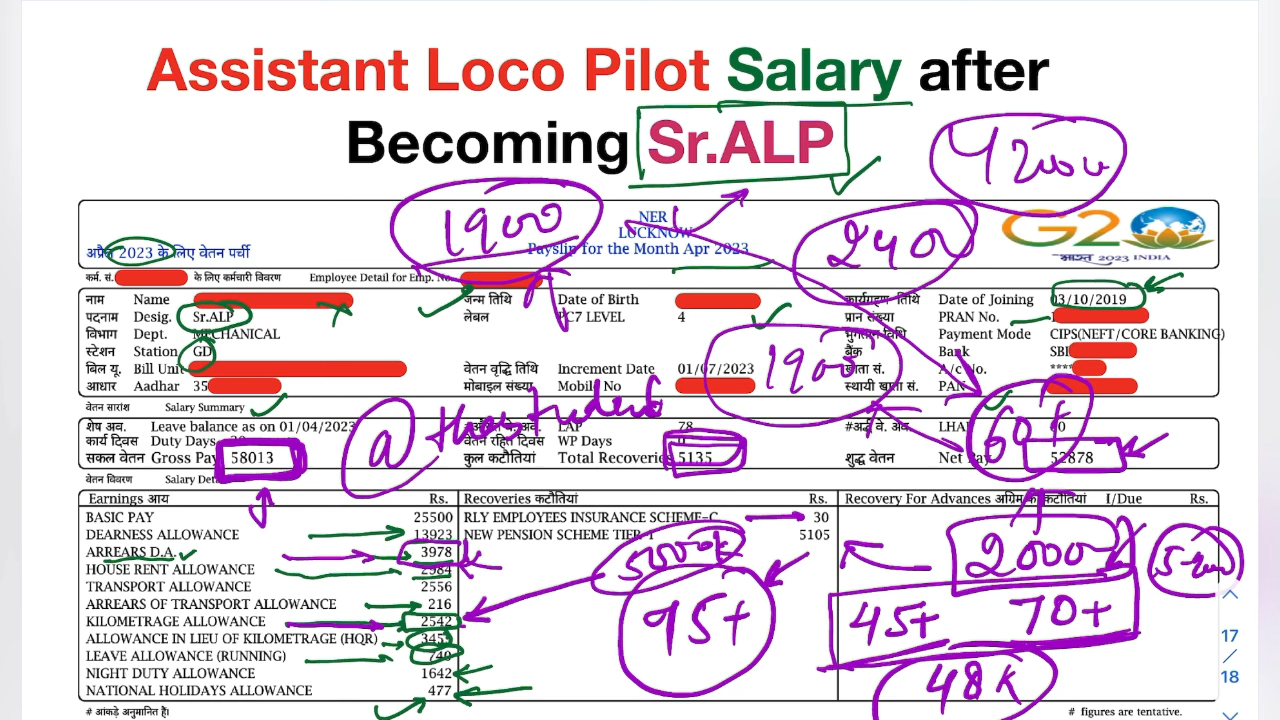 Assistant Loco Pilot Salary after
Becoming Sr.ALP
4200
1900
2400
NER
LUCKNOW
अप्रैल 2023 के लिए वेतन पर्ची Payslip for the Month Apr 2023
G2
भारत 2023 INDIA
कर्म. सं. के लिए कर्मचारी विवरण Employee Detail for Emp. No.
नाम Name जन्म तिथि Date of Birth कार्यग्रहण तिथि Date of Joining 03/10/2019
पदनाम Desig. Sr.ALP लेबल PC7 LEVEL 4 प्रान संख्या PRAN No.
विभाग Dept. MECHANICAL भुगतान विधि Payment Mode CIPS(NEFT/CORE BANKING)
स्टेशन Station GD बैंक Bank SBI
बिल यू. Bill Unit वेतन वृद्धि तिथि Increment Date 01/07/2023 खाता सं. A/c No. ****
आधार Aadhar 35 मोबाइल संख्या Mobile No स्थायी खाता सं. PAN
1900
वेतन सारांश Salary Summary
शेष अव. Leave balance as on 01/04/2023 LAP 78 #अर्द्ध वे. अव. LHAP
कार्य दिवस Duty Days वेतन रहित दिवस WP Days
सकल वेतन Gross Pay 58013 कुल कटौतियां Total Recoveries 5135 शुद्ध वेतन Net Pay 52878
60+
वेतन विवरण Salary Det
Earnings आय Rs. Recoveries कटौतियां Rs. Recovery For Advances अग्रिम कटौतियां I/Due Rs.
BASIC PAY 25500 RLY EMPLOYEES INSURANCE SCHEME-C 30
DEARNESS ALLOWANCE 13923 NEW PENSION SCHEME TIER-I 5105
ARREARS D.A. 3978
HOUSE RENT ALLOWANCE 2984
TRANSPORT ALLOWANCE 2556
ARREARS OF TRANSPORT ALLOWANCE 216
KILOMETRAGE ALLOWANCE 2542
ALLOWANCE IN LIEU OF KILOMETRAGE (HQR) 3453
LEAVE ALLOWANCE (RUNNING) 740
NIGHT DUTY ALLOWANCE 1642
NATIONAL HOLIDAYS ALLOWANCE 477
95+
2000
45+ 70+
48K
17
/
18
# आंकड़े अनुमानित है। # figures are tentative.